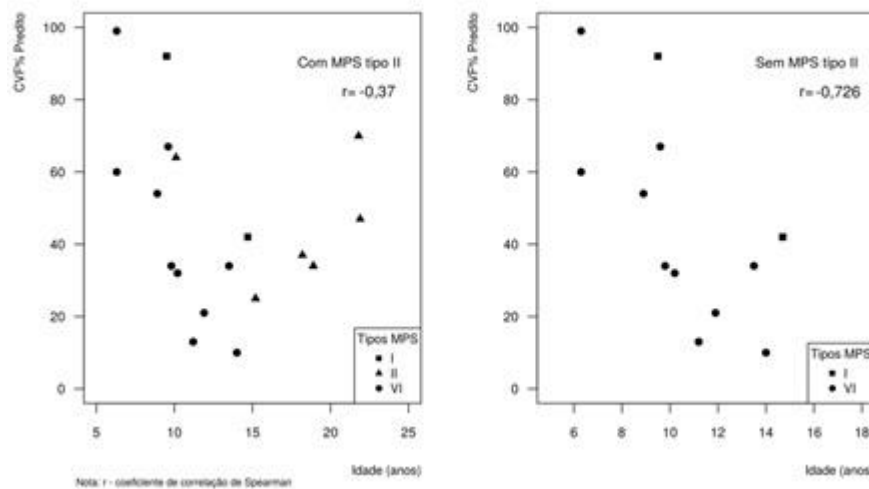 CVF% Predito
100
80
60
40
20
0
Com MPS tipo II
r= -0,37
Tipos MPS
I
II
VI
5
10
15
20
25
Idade (anos)
Nota: r - coeficiente de correlação de Spearman
CVF% Predito
100
80
60
40
20
0
Sem MPS tipo II
r= -0,726
Tipos MPS
I
VI
6
8
10
12
14
16
18
Idade (anos